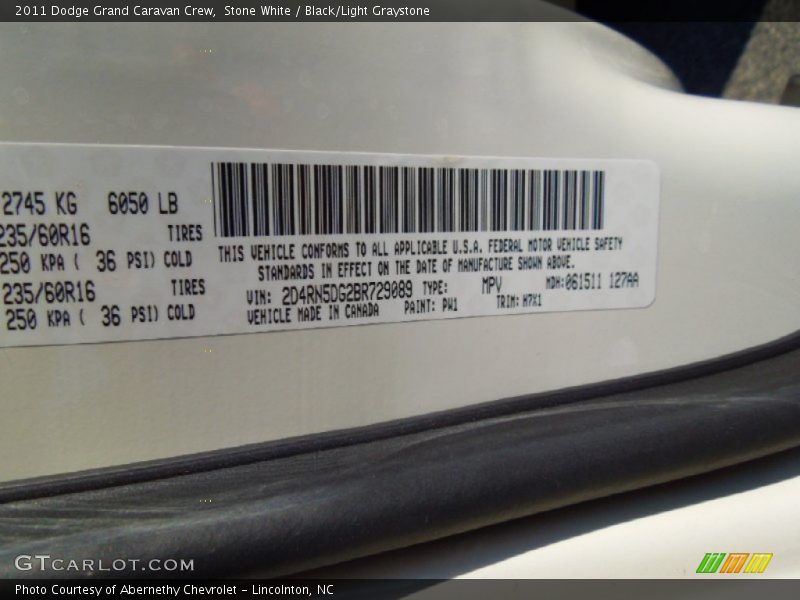 2011 Dodge Grand Caravan Crew, Stone White / Black/Light Graystone
2745 KG 6050 LB
235/60R16 TIRES
250 KPA ( 36 PSI) COLD
235/60R16 TIRES
250 KPA ( 36 PSI) COLD
THIS VEHICLE CONFORMS TO ALL APPLICABLE U.S.A. FEDERAL MOTOR VEHICLE SAFETY
STANDARDS IN EFFECT ON THE DATE OF MANUFACTURE SHOWN ABOVE.
VIN: 2D4RN5DG2BR729089 TYPE: MPV MDH:061511 127AA
VEHICLE MADE IN CANADA PAINT: PW1 TRIM: H7X1
GTCARLOT.COM
Photo Courtesy of Abernethy Chevrolet – Lincolnton, NC